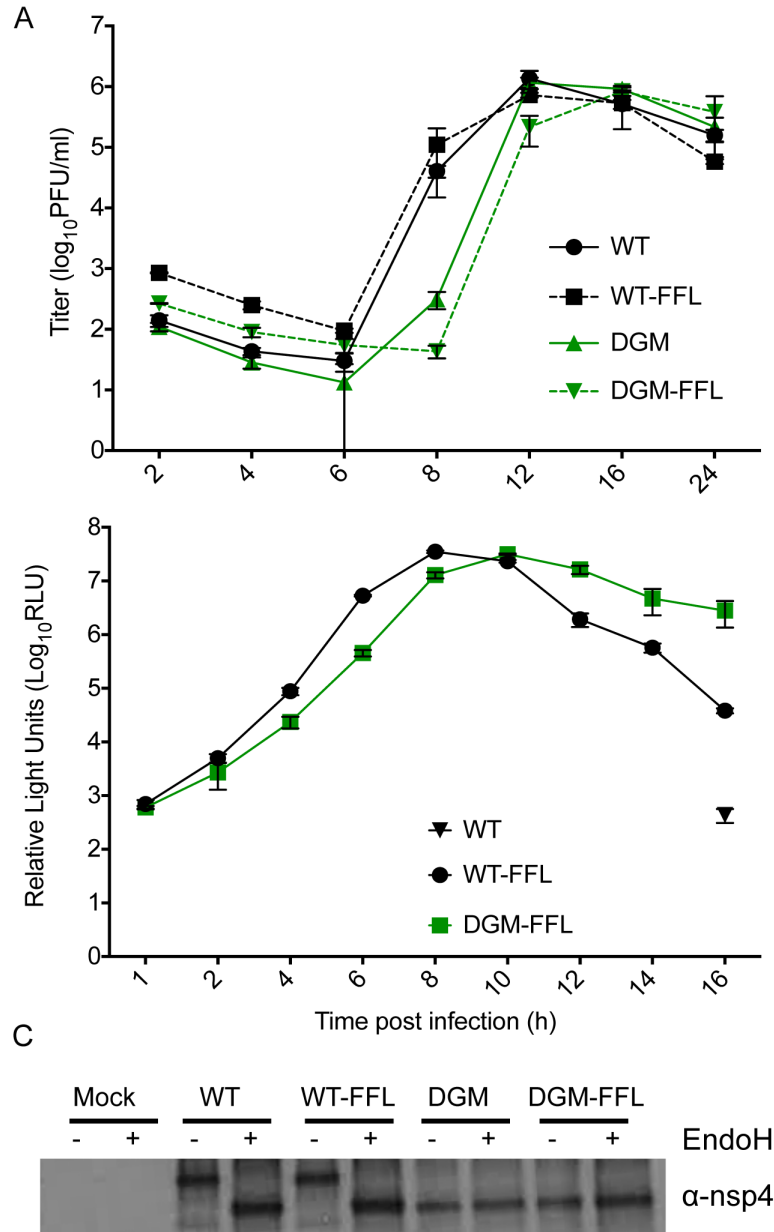 A
Titer (log10PFU/ml)
7
6
5
4
3
2
1
0
2 4 6 8 12 16 24
WT
WT-FFL
DGM
DGM-FFL
Relative Light Units (Log10RLU)
8
7
6
5
4
3
2
1
0
1 2 4 6 8 10 12 14 16
WT
WT-FFL
DGM-FFL
Time post infection (h)
C
Mock WT WT-FFL DGM DGM-FFL
- + - + - + - + - + EndoH
α-nsp4